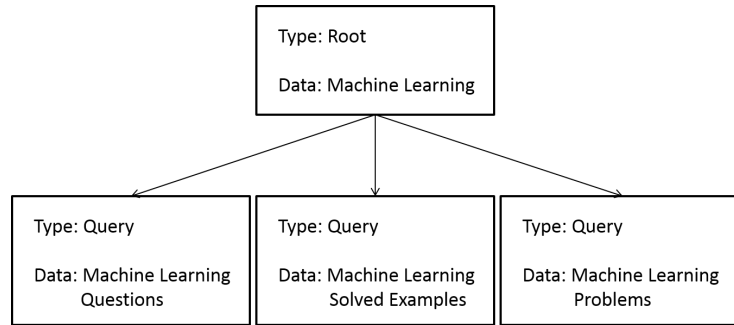 Type: Root
Data: Machine Learning
Type: Query
Data: Machine Learning
Questions
Type: Query
Data: Machine Learning
Solved Examples
Type: Query
Data: Machine Learning
Problems